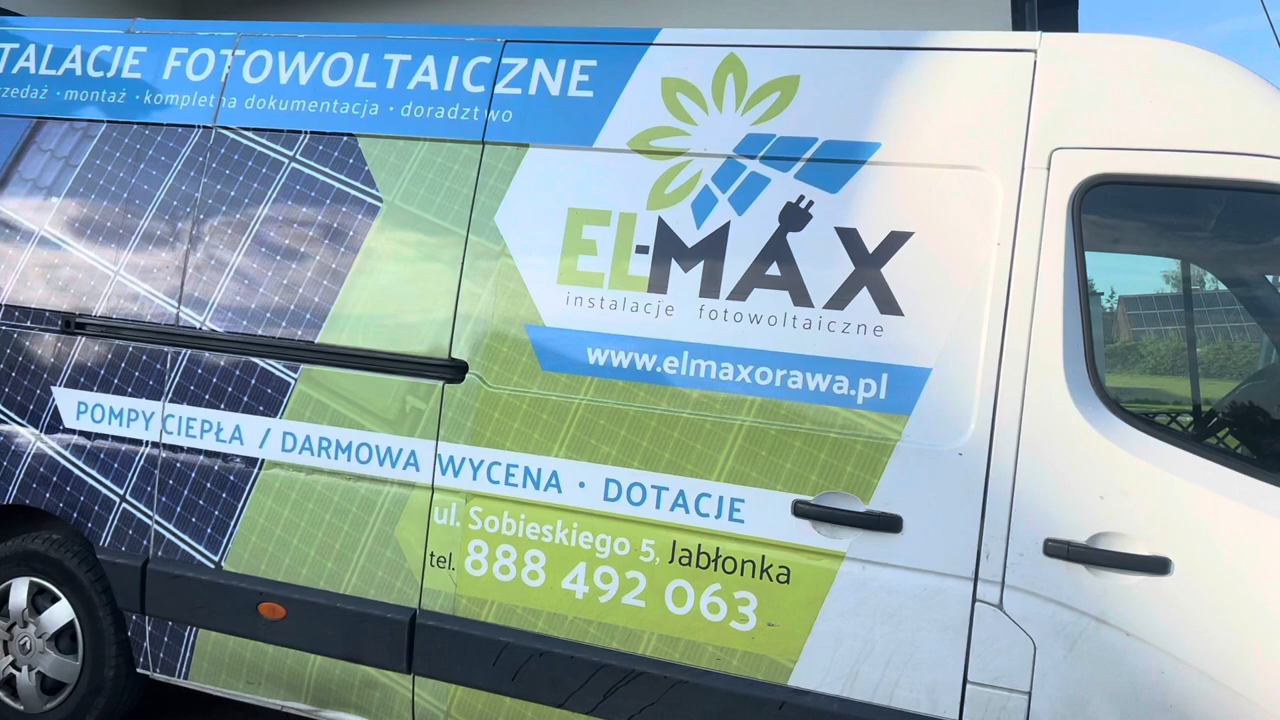 TALACJE FOTOWOLTAICZNE
rzedaż · montaż · kompletna dokumentacja · doradztwo
EL-MAX
instalacje fotowoltaiczne
www.elmaxorawa.pl
POMPY CIEPŁA / DARMOWA WYCENA · DOTACJE
ul. Sobieskiego 5, Jabłonka
tel. 888 492 063